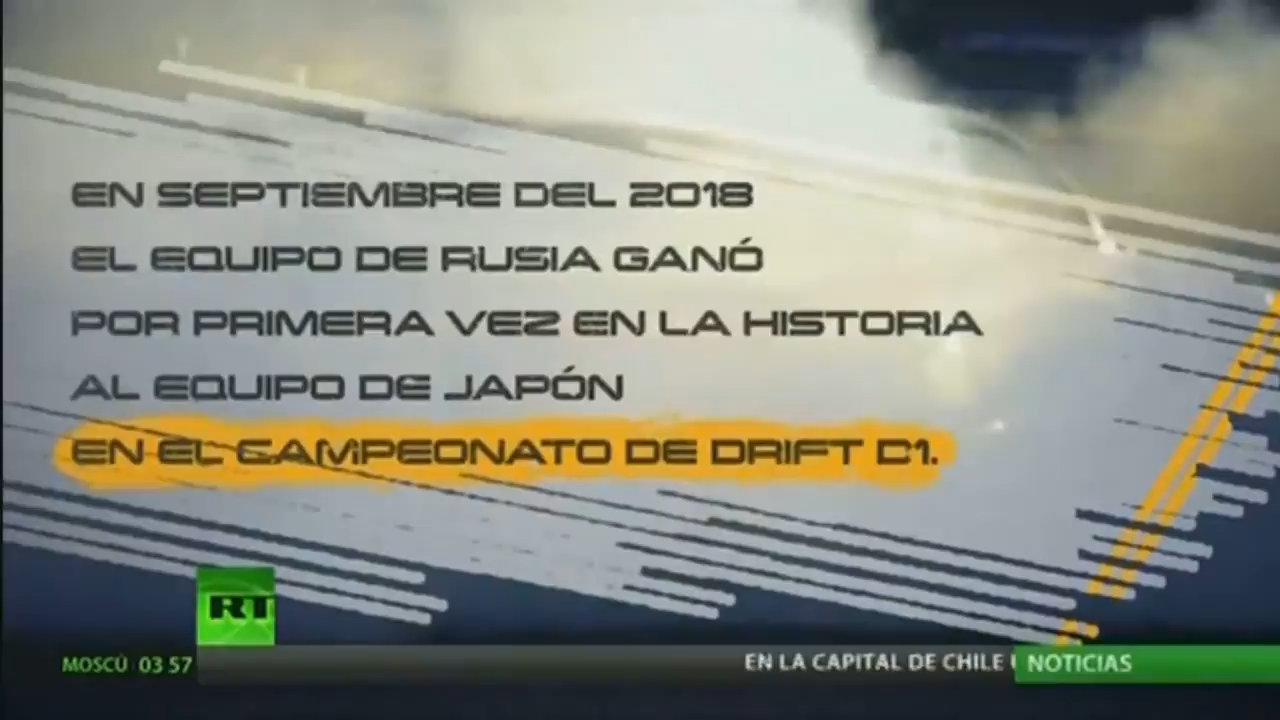 EN SEPTIEMBRE DEL 2018
EL EQUIPO DE RUSIA GANÓ
POR PRIMERA VEZ EN LA HISTORIA
AL EQUIPO DE JAPÓN
EN EL CAMPEONATO DE DRIFT D1.
RT
MOSCÚ 03 57
EN LA CAPITAL DE CHILE
NOTICIAS